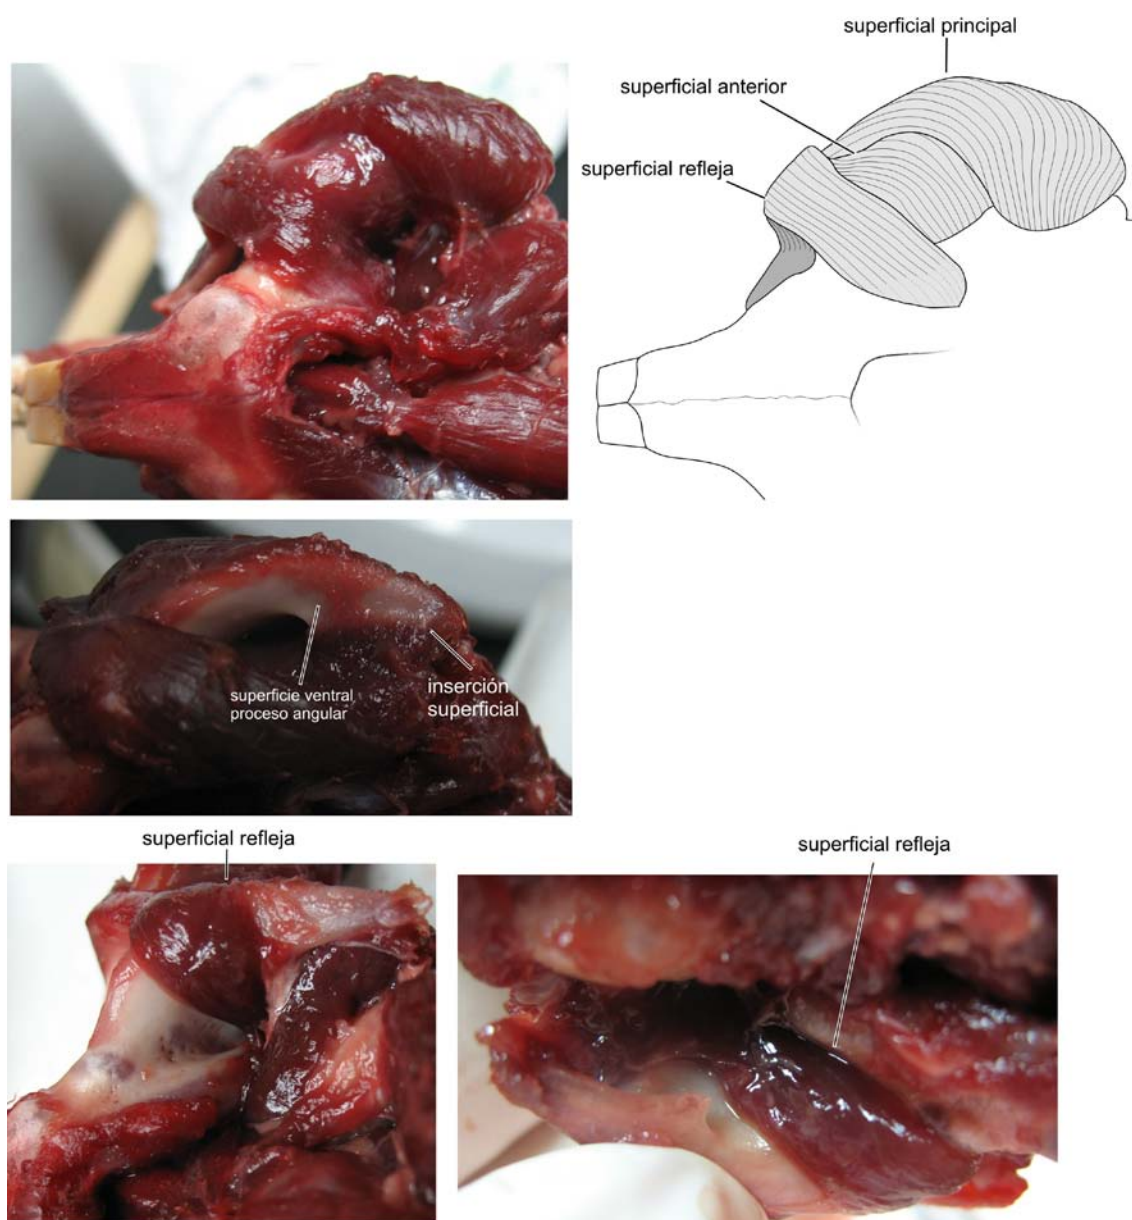 superficial principal
superficial anterior
superficial refleja
superficie ventral
proceso angular
inserción
superficial
superficial refleja
superficial refleja